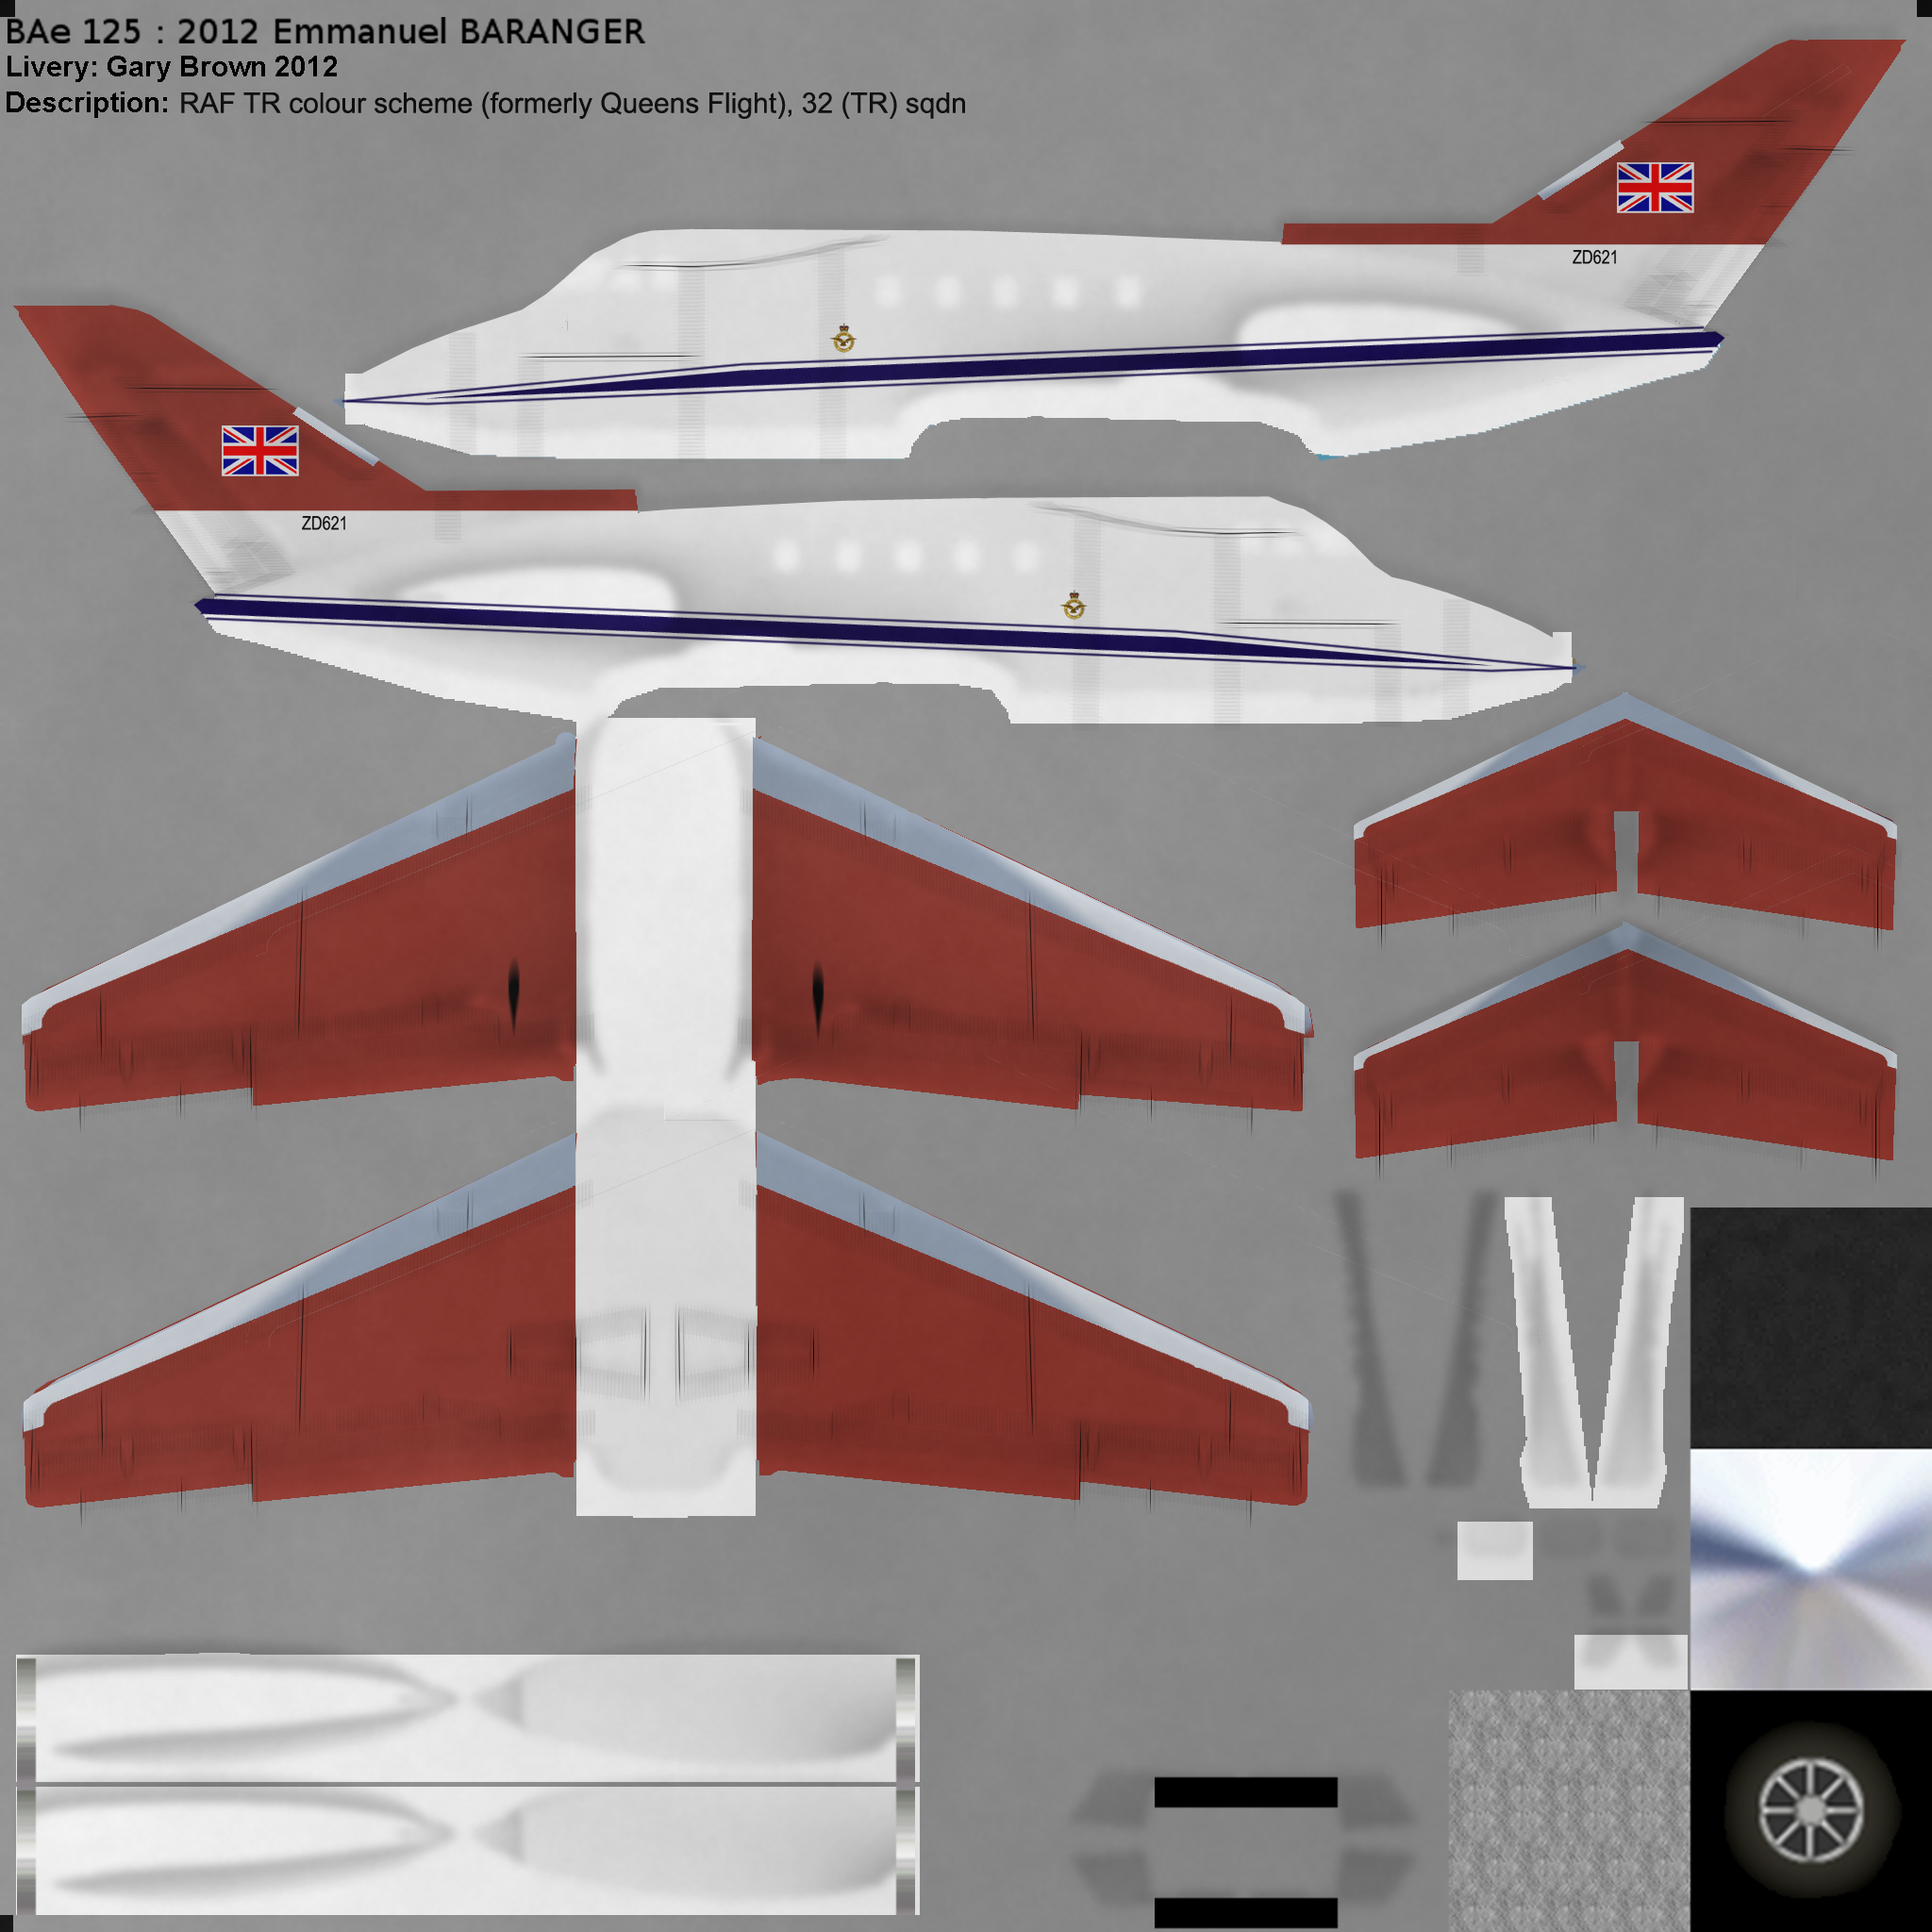 BAe 125 : 2012 Emmanuel BARANGER
Livery: Gary Brown 2012
Description: RAF TR colour scheme (formerly Queens Flight), 32 (TR) sqdn
ZD621
ZD621